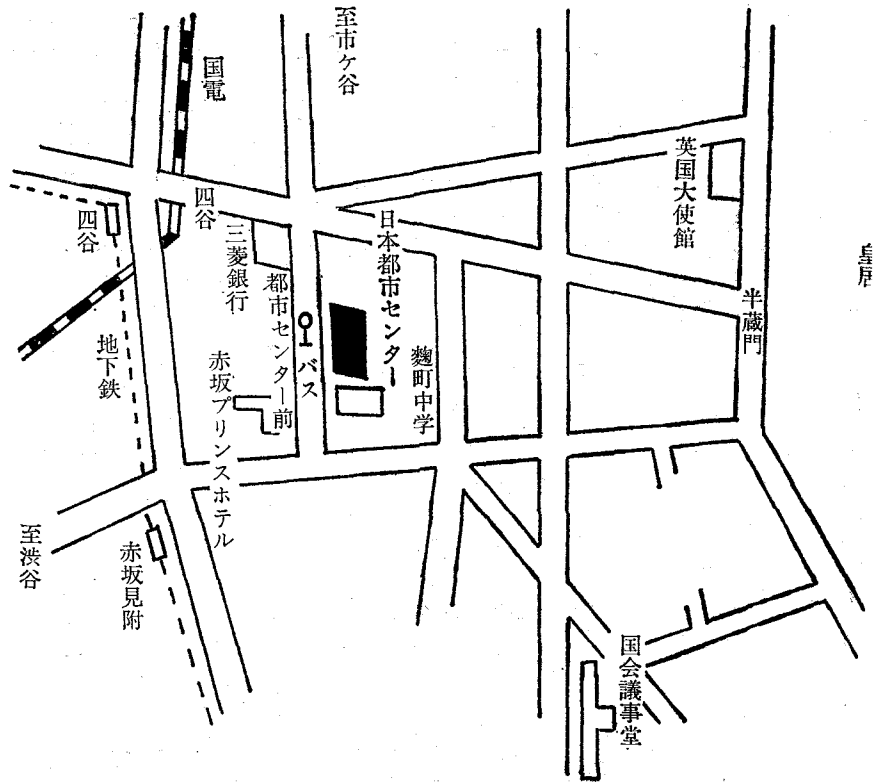 至市ケ谷
国電
四谷
四谷
三菱銀行
都市センター前
バス
日本都市センター
麹町中学
赤坂プリンスホテル
地下鉄
英国大使館
皇居
半蔵門
至渋谷
赤坂見附
国会議事堂